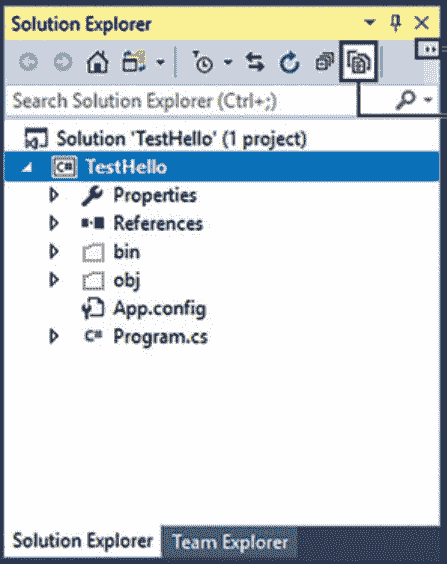 Solution Explorer
Search Solution Explorer (Ctrl+;)
Solution 'TestHello' (1 project)
C# TestHello
Properties
References
bin
obj
App.config
C# Program.cs
Solution Explorer Team Explorer